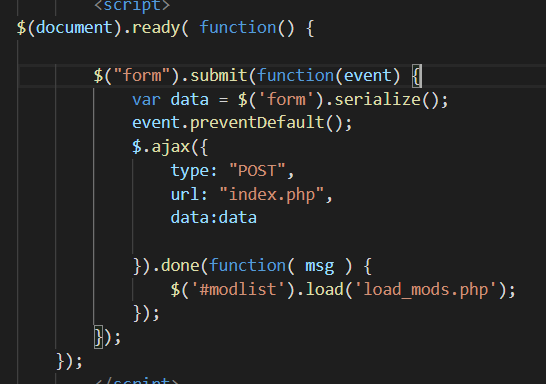 <script>
$(document).ready( function() {
$("form").submit(function(event) {
var data = $('form').serialize();
event.preventDefault();
$.ajax({
type: "POST",
url: "index.php",
data:data
}).done(function( msg ) {
$('#modlist').load('load_mods.php');
});
});
});
</script>